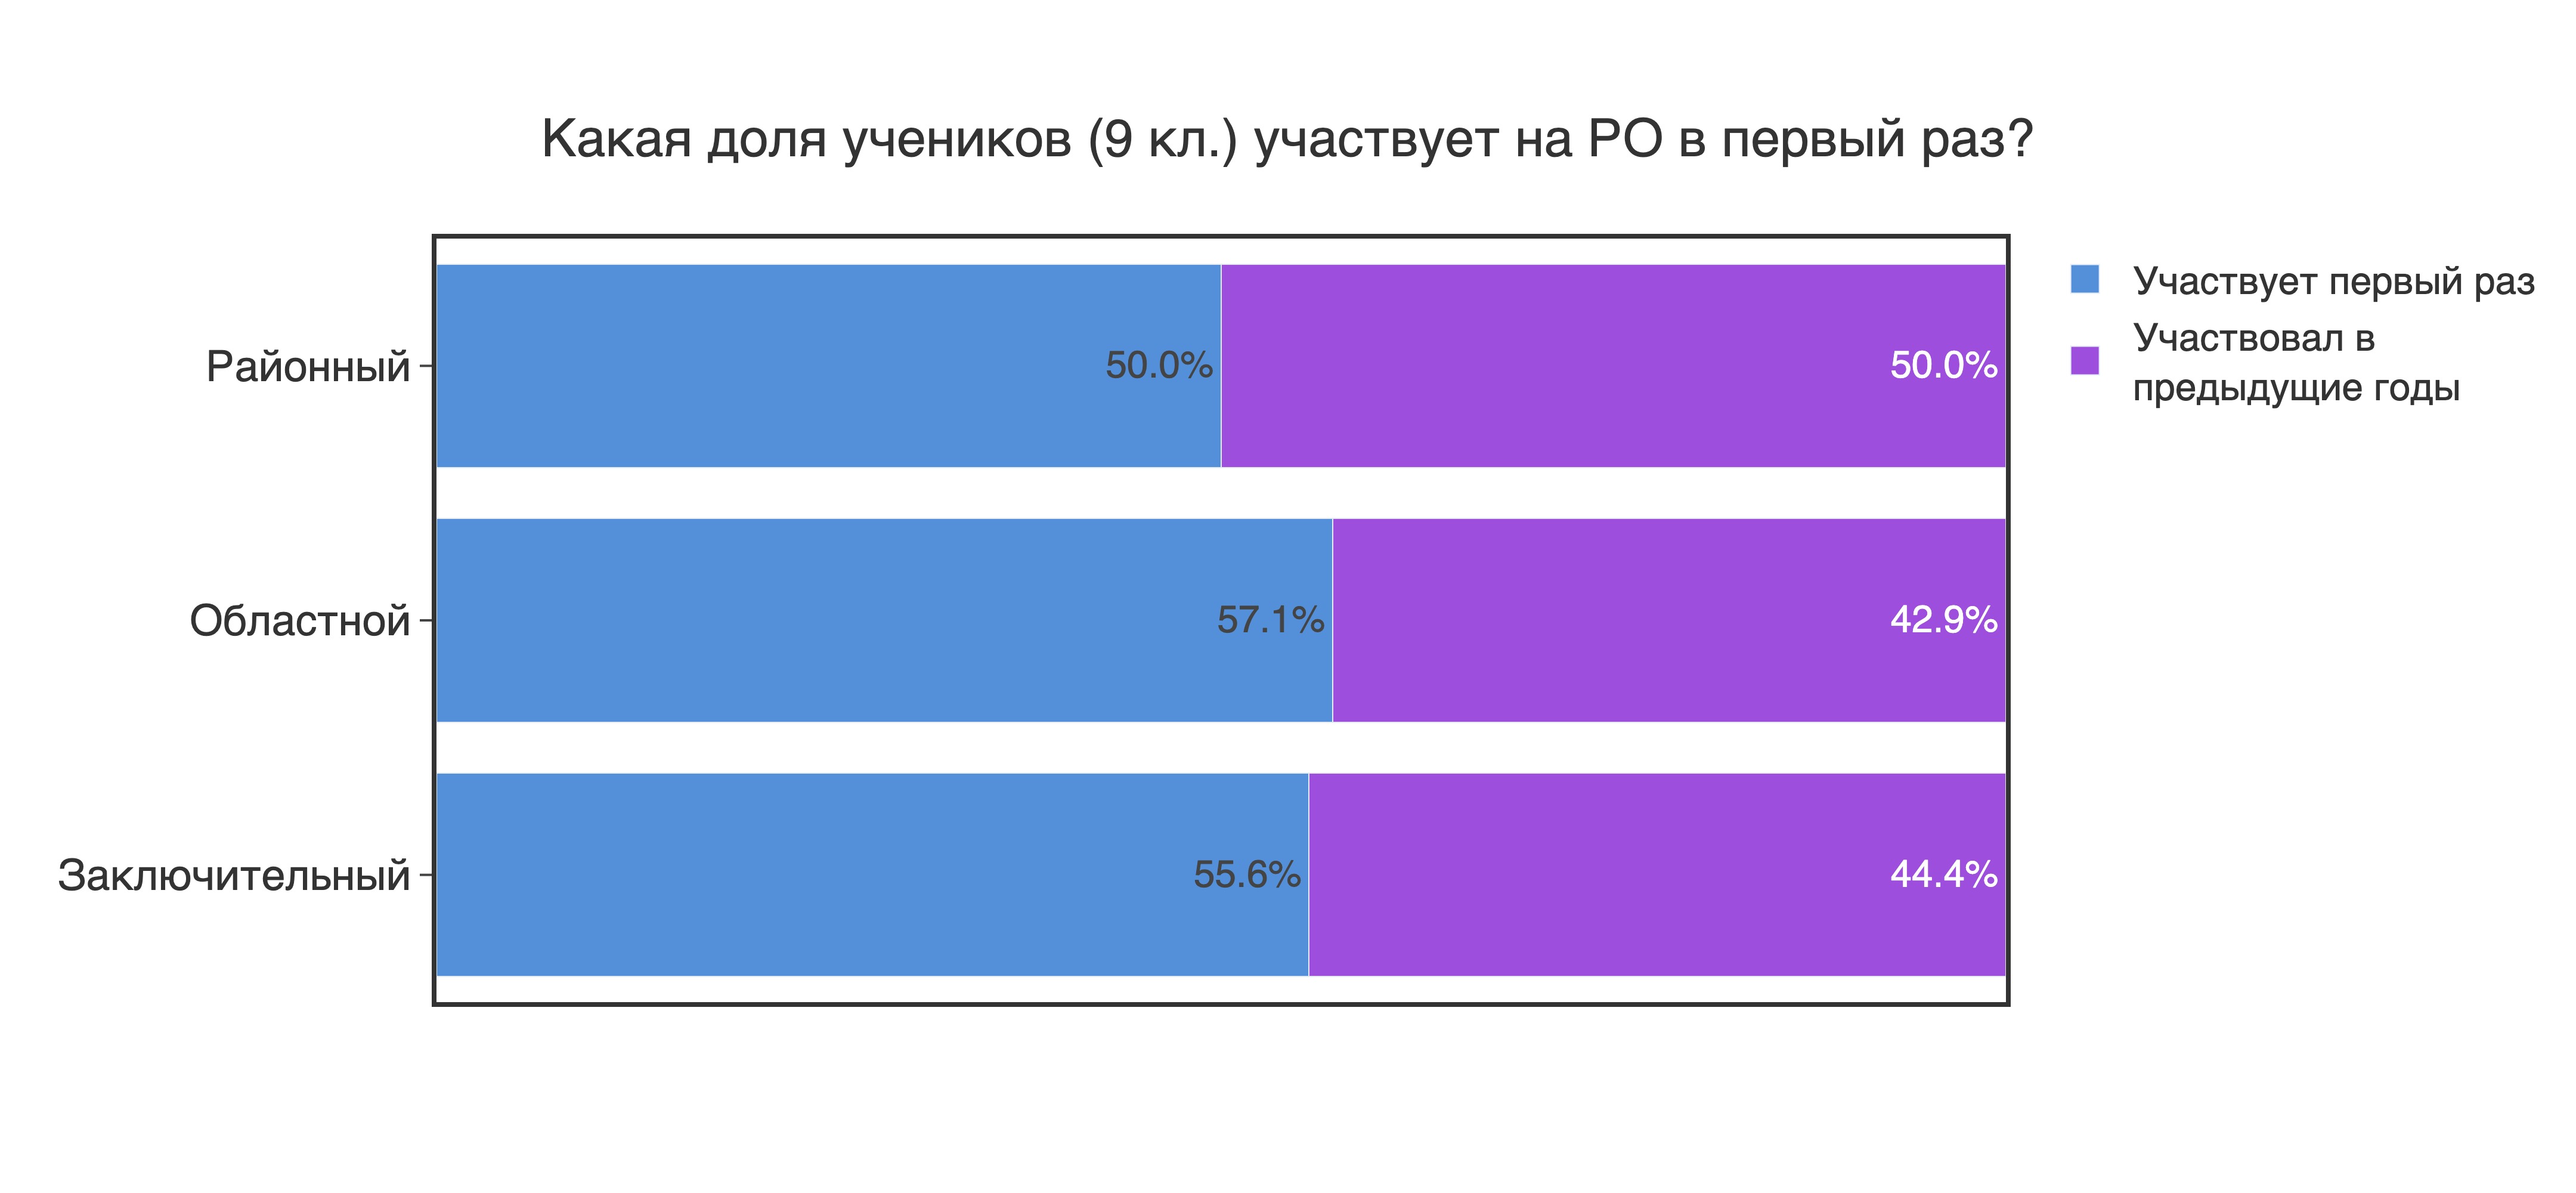 Какая доля учеников (9 кл.) участвует на РО в первый раз?
Участвует первый раз
Участвовал в
предыдущие годы
Районный
50.0%
50.0%
Областной
57.1%
42.9%
Заключительный
55.6%
44.4%